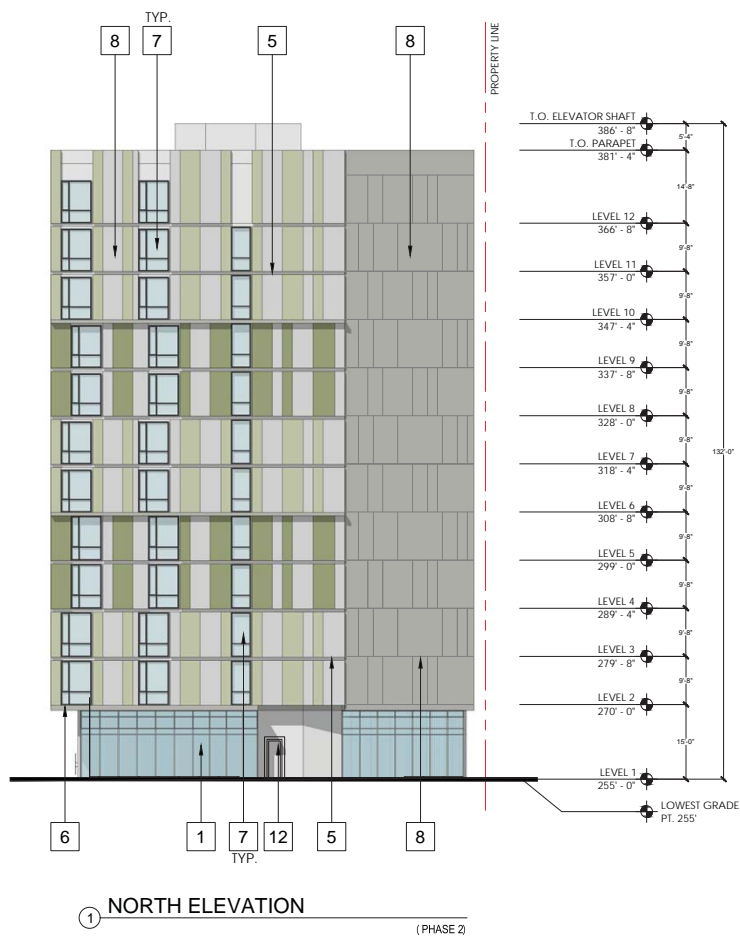 TYP.
8
7
5
8
PROPERTY LINE
T.O. ELEVATOR SHAFT
386' - 8"
5'-4"
T.O. PARAPET
381' - 4"
14'-8"
LEVEL 12
366' - 8"
9'-8"
LEVEL 11
357' - 0"
9'-8"
LEVEL 10
347' - 4"
9'-8"
LEVEL 9
337' - 8"
9'-8"
LEVEL 8
328' - 0"
9'-8"
132'-0"
LEVEL 7
318' - 4"
9'-8"
LEVEL 6
308' - 8"
9'-8"
LEVEL 5
299' - 0"
9'-8"
LEVEL 4
289' - 4"
9'-8"
LEVEL 3
279' - 8"
9'-8"
LEVEL 2
270' - 0"
15'-0"
LEVEL 1
255' - 0"
LOWEST GRADE
PT. 255'
6
1
7
12
5
8
TYP.
1
NORTH ELEVATION
( PHASE 2)